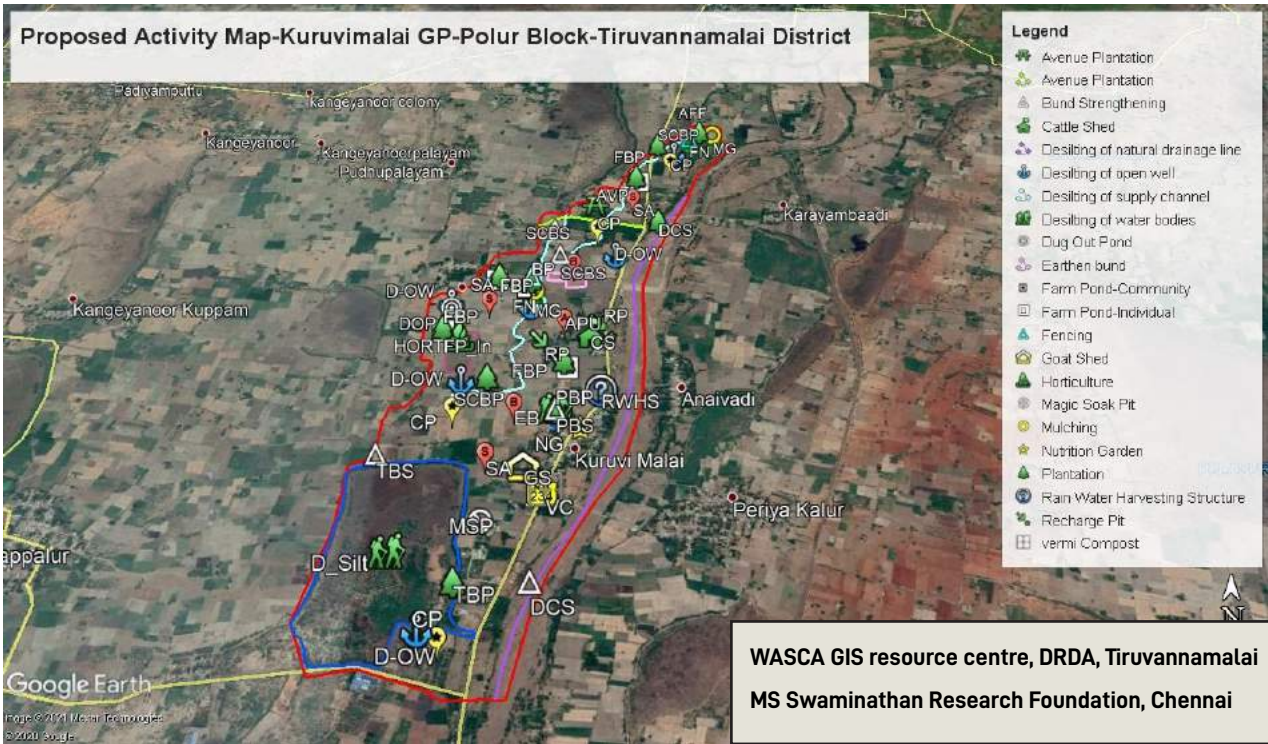 Proposed Activity Map-Kuruvimalai GP-Polur Block-Tiruvannamalai District
Legend
Avenue Plantation
Avenue Plantation
Bund Strengthening
Cattle Shed
Desilting of natural drainage line
Desilting of open well
Desilting of supply channel
Desilting of water bodies
Dug Out Pond
Earthen bund
Farm Pond-Community
Farm Pond-Individual
Fencing
Goat Shed
Horticulture
Magic Soak Pit
Mulching
Nutrition Garden
Plantation
Rain Water Harvesting Structure
Recharge Pit
vermi Compost
N
Kangeyanoor colony
Kangeyanoor
Kangeyanoorpalayam
Pudhupalayam
AFF
SCBP
FN
MG
FBP
CP
AVP
SA
Karayambaadi
CP
DCS
SCBS
D-OW
BP
SCBS
SA
FBP
D-OW
Kangeyanoor Kuppam
FN
MG
FBP
DOP
APU
RP
CS
HORT
FP_In
RP
FBP
D-OW
SCBP
PBP
RWHS
Anaivadi
CP
EB
PBS
NG
Kuruvi Malai
TBS
SA
GS
VC
Periya Kalur
MSP
appalur
D_Silt
TBP
DCS
CP
D-OW
Google Earth
© 2020 Google
WASCA GIS resource centre, DRDA, Tiruvannamalai
MS Swaminathan Research Foundation, Chennai